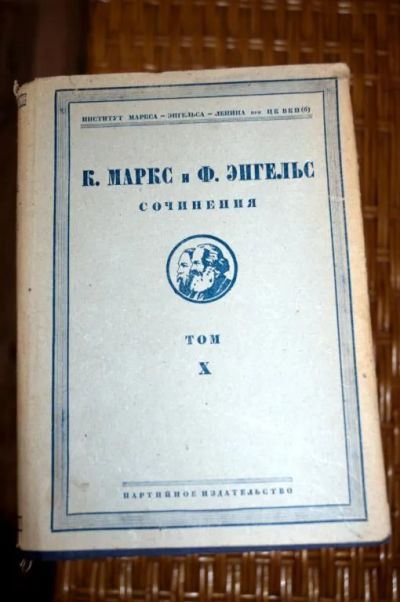 ИНСТИТУТ МАРКСА – ЭНГЕЛЬСА – ЛЕНИНА при ЦК ВКП(б)
К. МАРКС и Ф. ЭНГЕЛЬС
СОЧИНЕНИЯ
ТОМ
X
ПАРТИЙНОЕ ИЗДАТЕЛЬСТВО